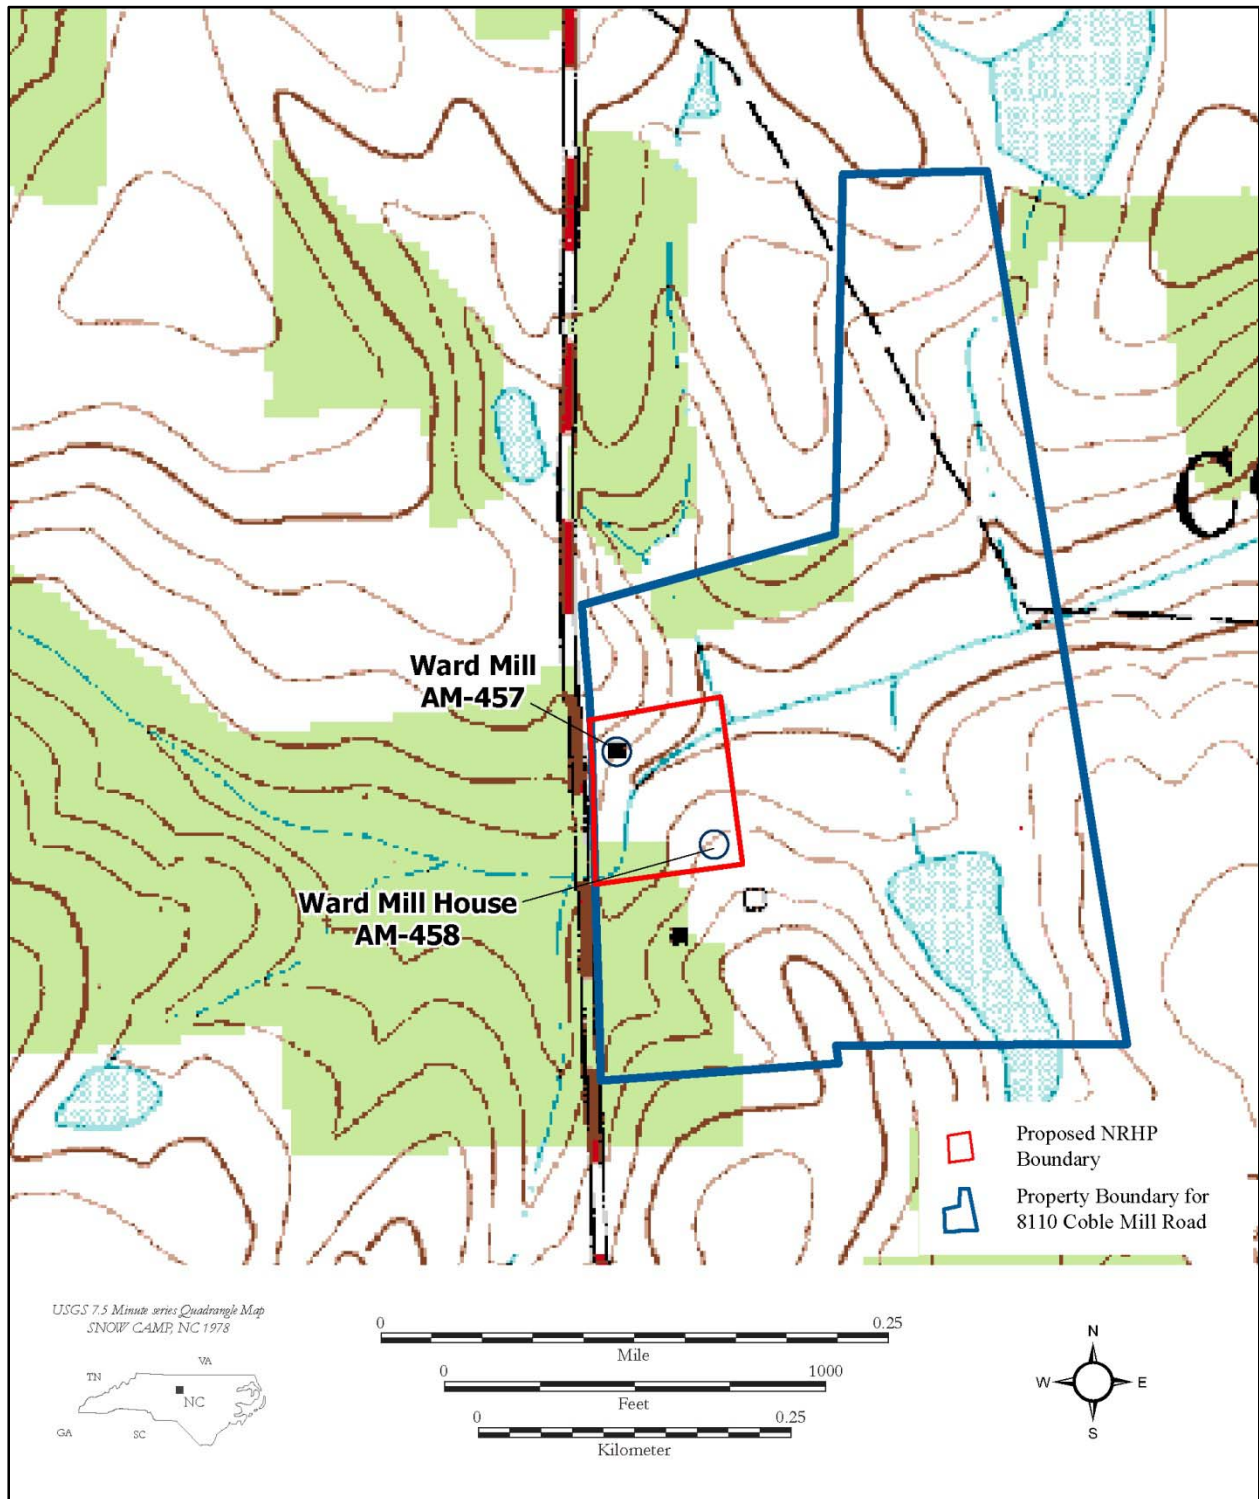 C
Ward Mill
AM-457
Ward Mill House
AM-458
Proposed NRHP
Boundary
Property Boundary for
8110 Coble Mill Road
USGS 7.5 Minute series Quadrangle Map
SNOW CAMP, NC 1978
VA
TN
NC
GA
SC
0 0.25
Mile
0 1000
Feet
0 0.25
Kilometer
N
W E
S